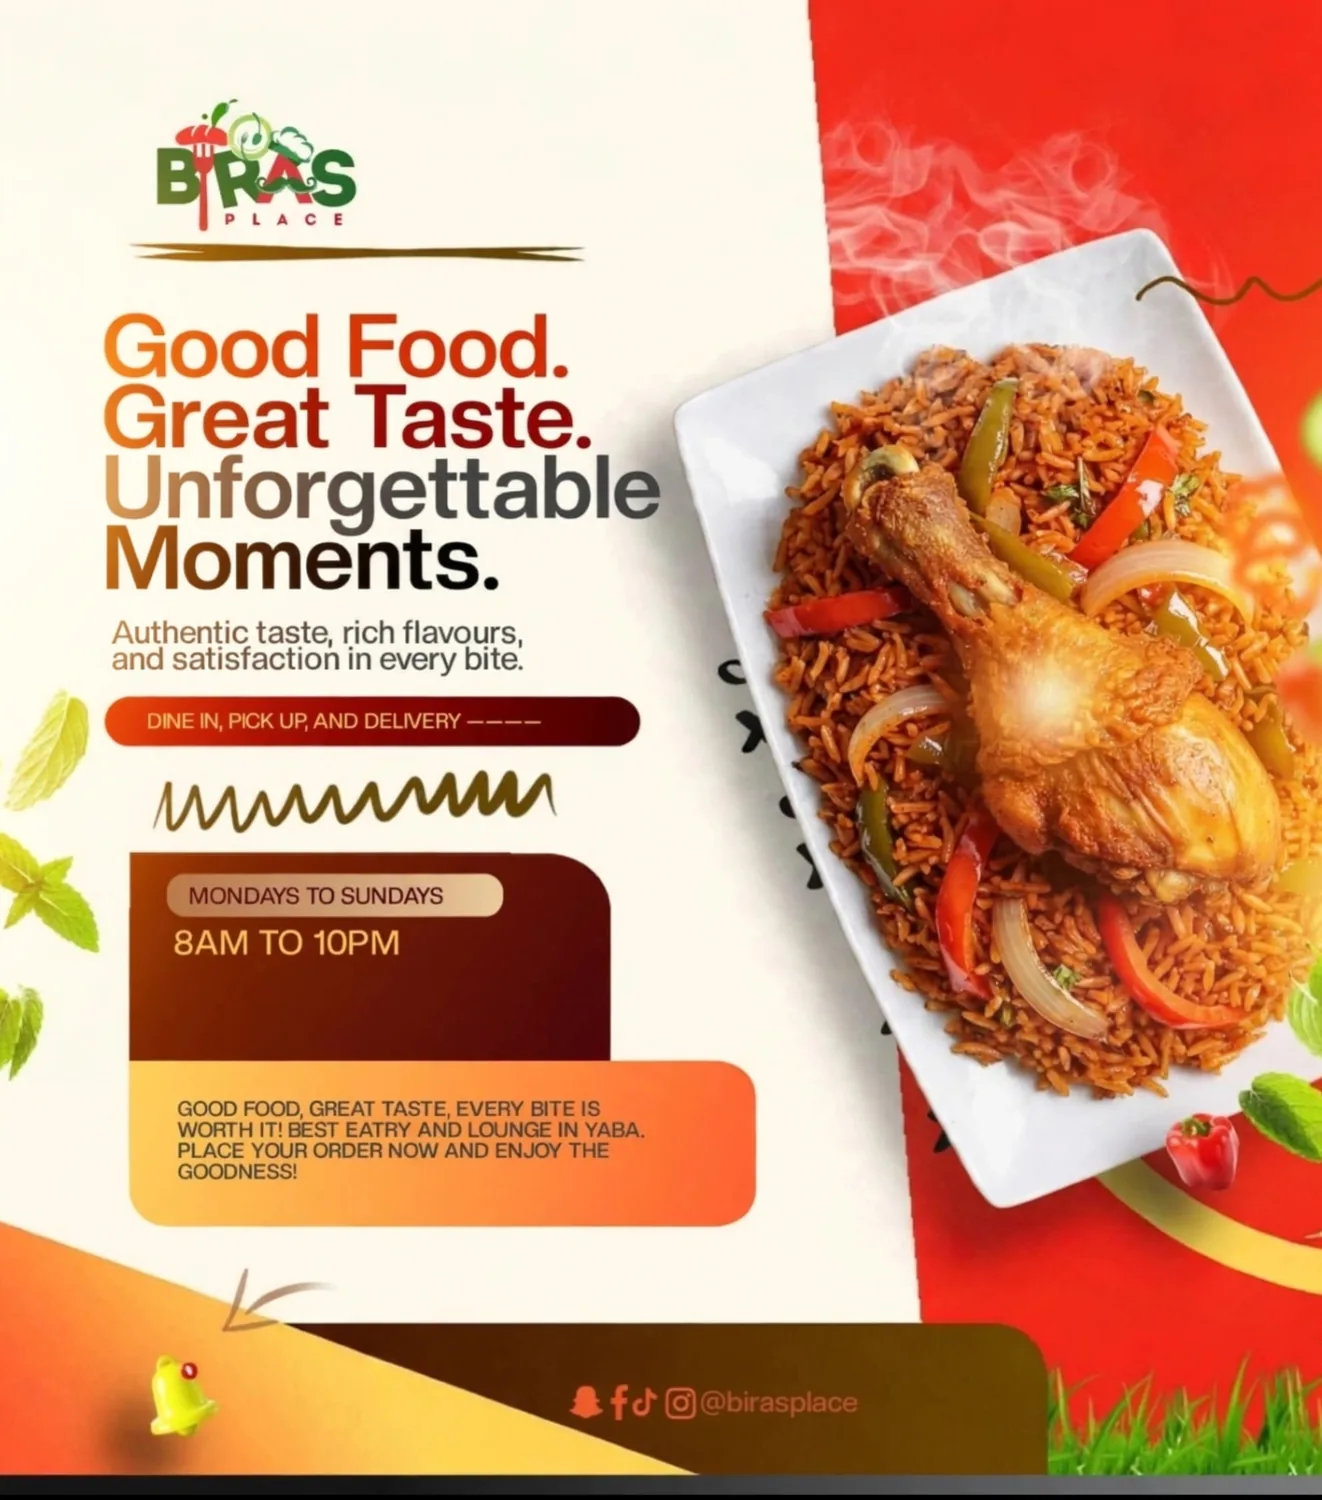 BIRAS
PLACE
Good Food.
Great Taste.
Unforgettable
Moments.
Authentic taste, rich flavours,
and satisfaction in every bite.
DINE IN, PICK UP, AND DELIVERY ————
MONDAYS TO SUNDAYS
8AM TO 10PM
GOOD FOOD, GREAT TASTE, EVERY BITE IS
WORTH IT! BEST EATRY AND LOUNGE IN YABA.
PLACE YOUR ORDER NOW AND ENJOY THE
GOODNESS!
@birasplace